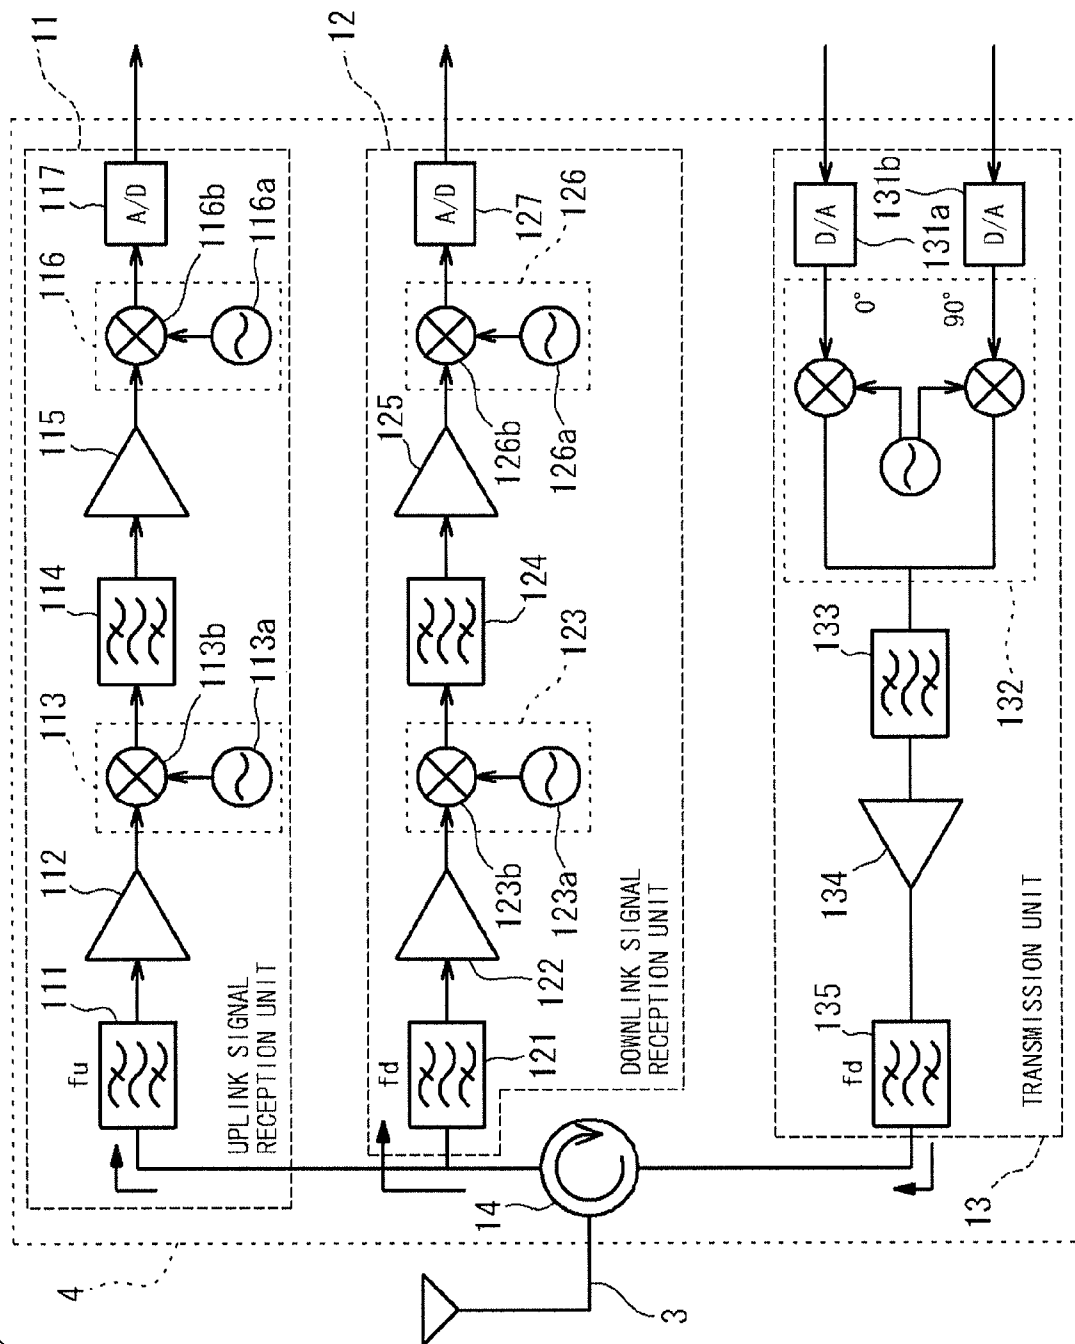 4
11
111
112
113
114
115
116
117
fu
113b
113a
116b
116a
A/D
UPLINK SIGNAL
RECEPTION UNIT
12
125
fd
A/D
121
122
123b
123a
123
124
126b
126a
127
126
DOWNLINK SIGNAL
RECEPTION UNIT
14
3
D/A
131a
131b
D/A
0°
90°
132
133
134
135
fd
TRANSMISSION UNIT
13